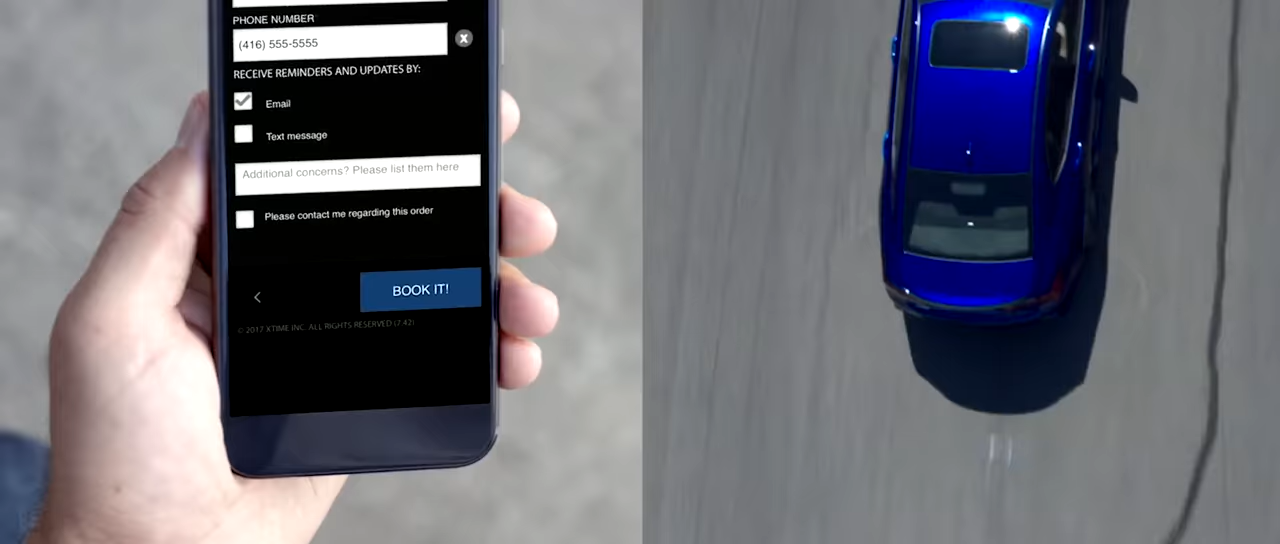 PHONE NUMBER
(416) 555-5555
X
RECEIVE REMINDERS AND UPDATES BY:
Email
Text message
Additional concerns? Please list them here
Please contact me regarding this order
BOOK IT!
© 2017 XTIME INC. ALL RIGHTS RESERVED (7.42)